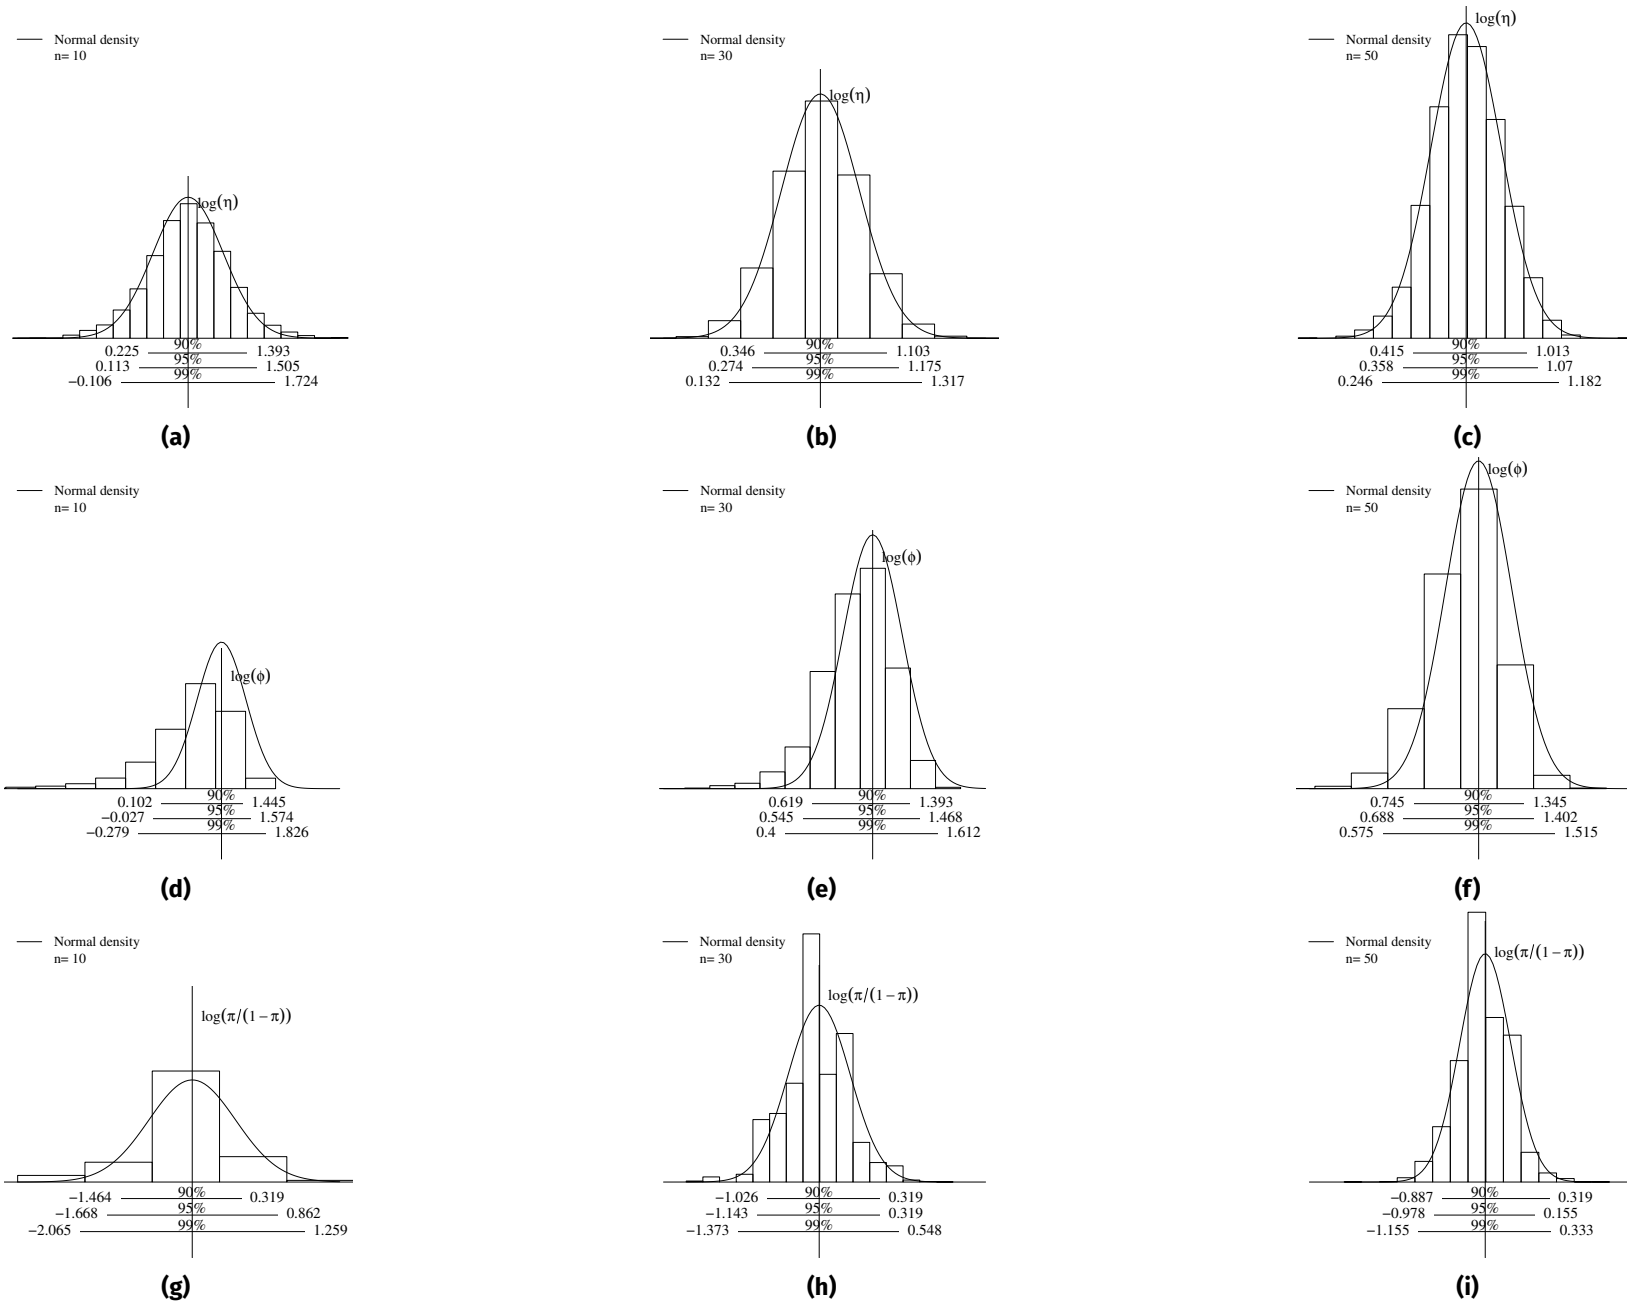 Normal density
n= 10
log(η)
90%
0.225 1.393
95%
0.113 1.505
99%
−0.106 1.724
(a)
Normal density
n= 30
log(η)
90%
0.346 1.103
95%
0.274 1.175
99%
0.132 1.317
(b)
Normal density
n= 50
log(η)
90%
0.415 1.013
95%
0.358 1.07
99%
0.246 1.182
(c)
Normal density
n= 10
log(ϕ)
90%
0.102 1.445
95%
−0.027 1.574
99%
−0.279 1.826
(d)
Normal density
n= 30
log(ϕ)
90%
0.619 1.393
95%
0.545 1.468
99%
0.4 1.612
(e)
Normal density
n= 50
log(ϕ)
90%
0.745 1.345
95%
0.688 1.402
99%
0.575 1.515
(f)
Normal density
n= 10
log(π/(1−π))
90%
−1.464 0.319
95%
−1.668 0.862
99%
−2.065 1.259
(g)
Normal density
n= 30
log(π/(1−π))
90%
−1.026 0.319
95%
−1.143 0.319
99%
−1.373 0.548
(h)
Normal density
n= 50
log(π/(1−π))
90%
−0.887 0.319
95%
−0.978 0.155
99%
−1.155 0.333
(i)